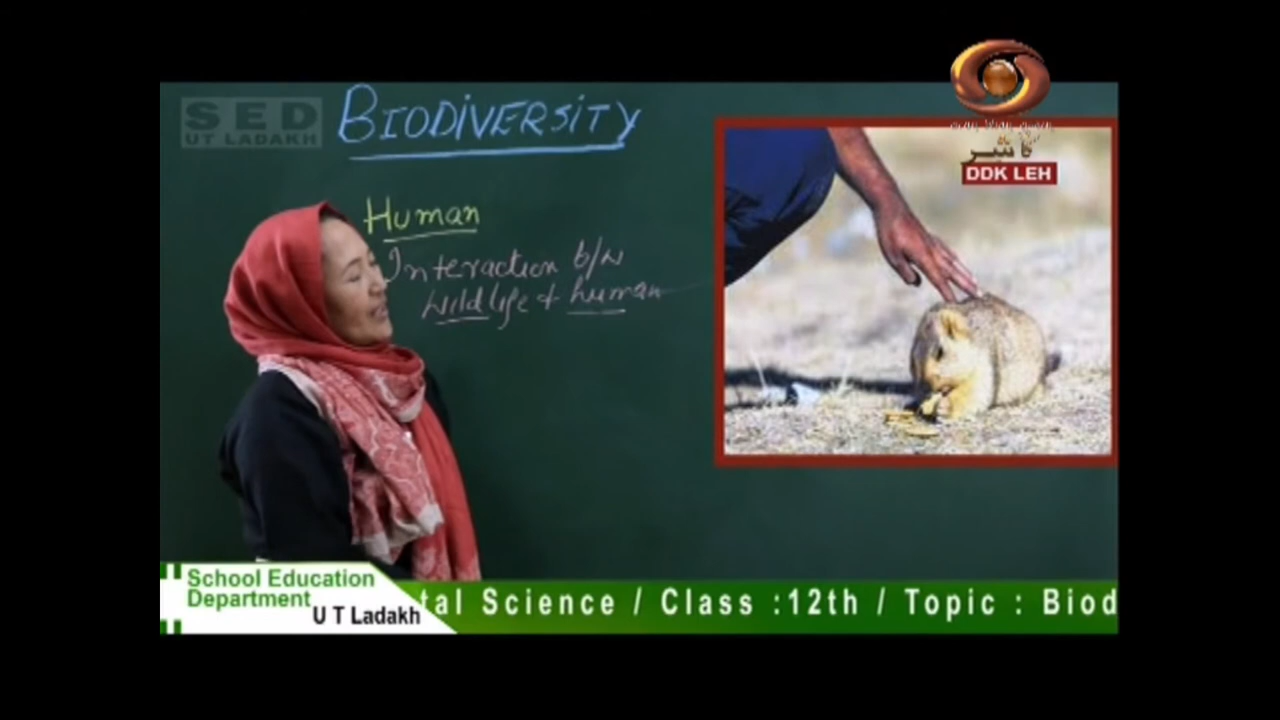 SED
UT LADAKH
BIODIVERSITY
Human
Interaction b/w
wildlife & human
DDK LEH
School Education
Department
U T Ladakh
tal Science / Class :12th / Topic : Biod